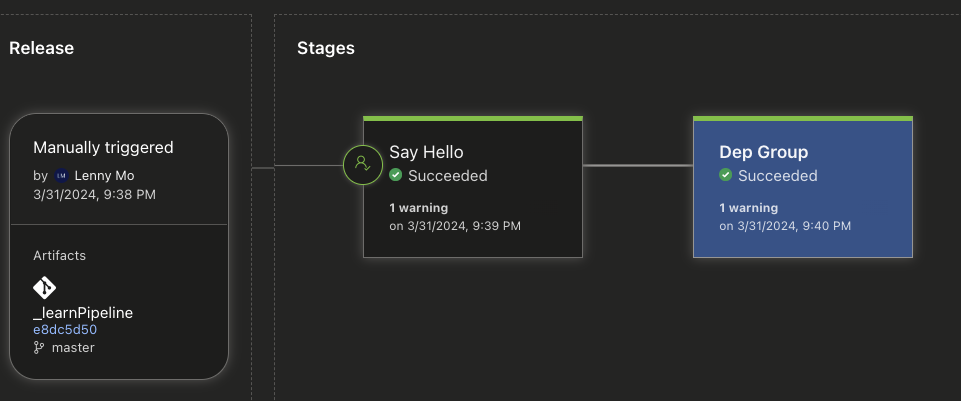 Release
Manually triggered
by LM Lenny Mo
3/31/2024, 9:38 PM
Artifacts
_learnPipeline
e8dc5d50
master
Stages
Say Hello
Succeeded
1 warning
on 3/31/2024, 9:39 PM
Dep Group
Succeeded
1 warning
on 3/31/2024, 9:40 PM